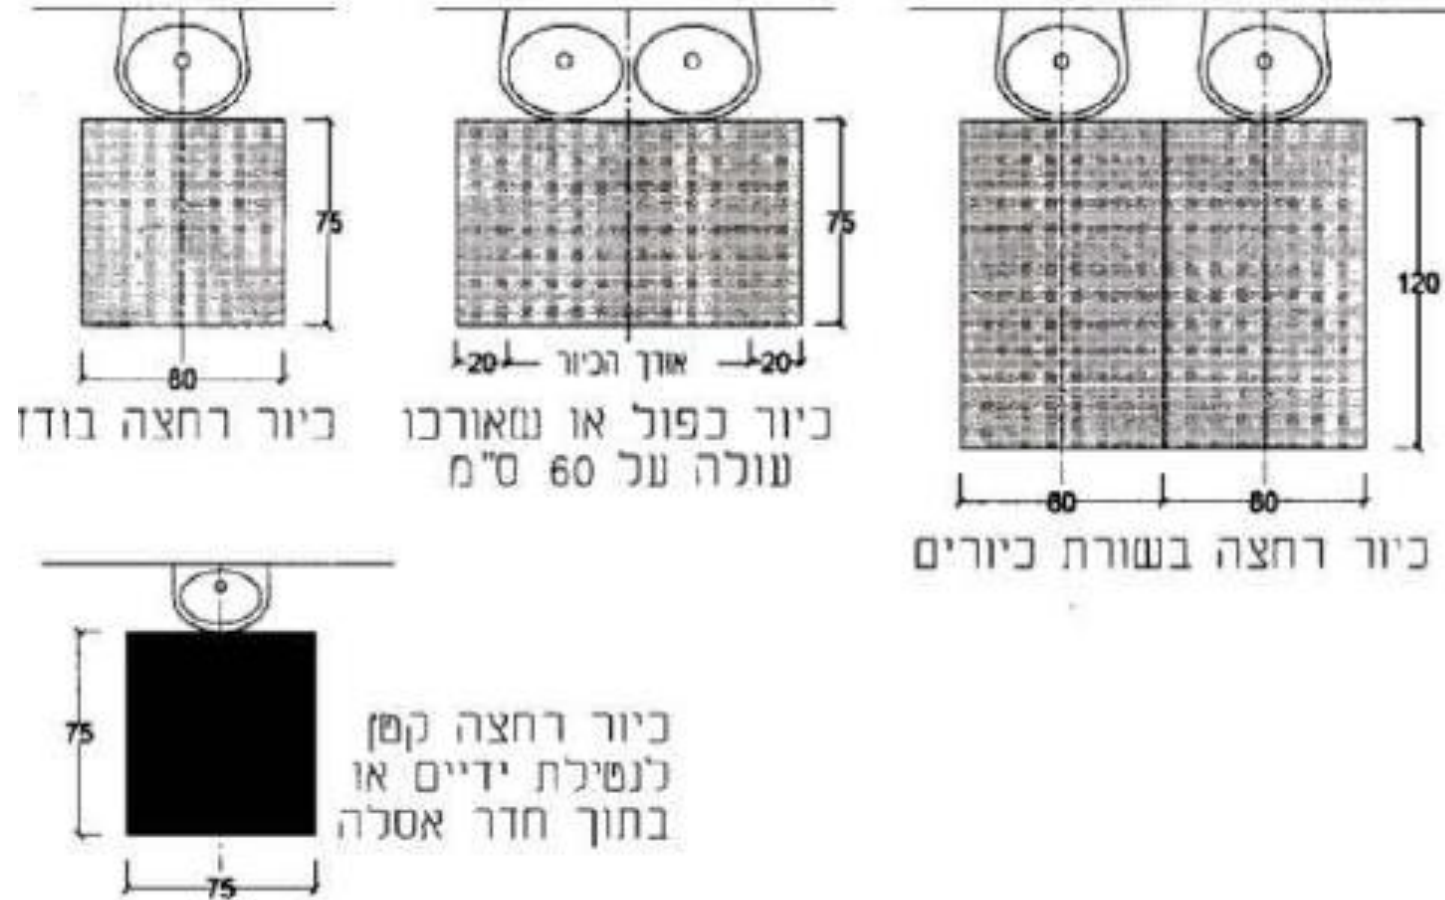 75
80
כיור רחצה בודד
75
20 אורך הכיור 20
כיור כפול או שאורכו
עולה על 60 ס"מ
120
80 80
כיור רחצה בשורת כיורים
75
75
כיור רחצה קטן
לנטילת ידיים או
בתוך חדר אסלה